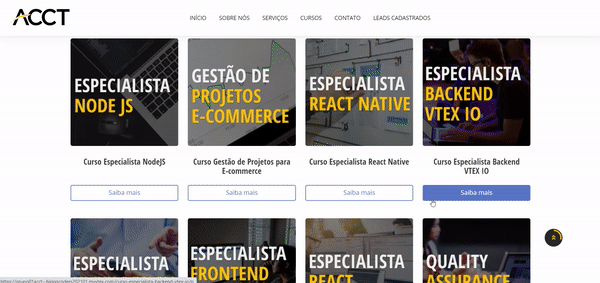 ACCT
INÍCIO SOBRE NÓS SERVIÇOS CURSOS CONTATO LEADS CADASTRADOS
ESPECIALISTA
NODE JS
GESTÃO DE
PROJETOS
E-COMMERCE
ESPECIALISTA
REACT NATIVE
ESPECIALISTA
BACKEND
VTEX IO
Curso Especialista NodeJS
Curso Gestão de Projetos para
E-commerce
Curso Especialista React Native
Curso Especialista Backend
VTEX IO
Saiba mais
Saiba mais
Saiba mais
Saiba mais
ESPECIALISTA
ESPECIALISTA
FRONTEND
ESPECIALISTA
REACT
QUALITY
ASSURANCE